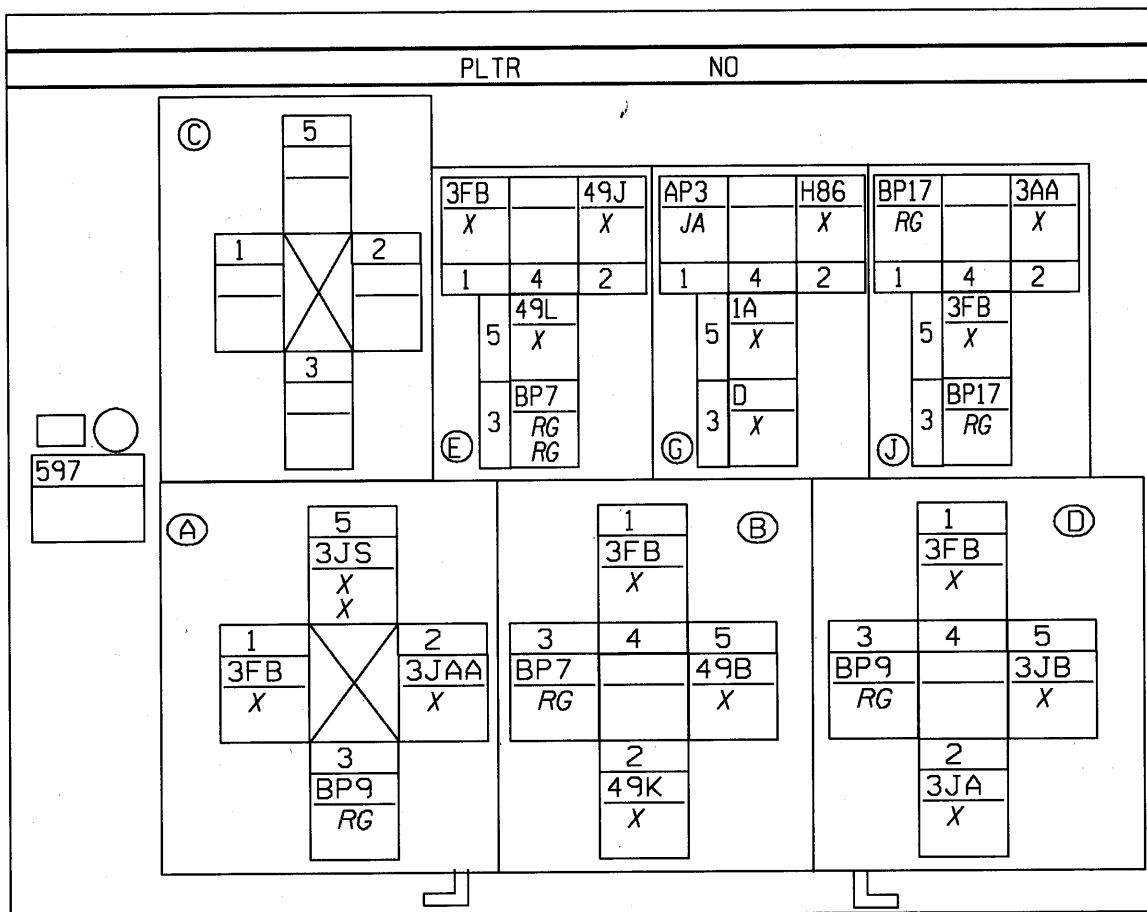 PLTR NO
C
5
1 2
3
3FB 49J
X X
1 4 2
5 49L
X
3 BP7
RG
RG
E
AP3 H86
JA X
1 4 2
5 1A
X
3 D
X
G
BP17 3AA
RG X
1 4 2
5 3FB
X
3 BP17
RG
J
597
A
5
3JS
X
X
1 2
3FB 3JAA
X X
3
BP9
RG
B
1
3FB
X
3 4 5
BP7 49B
RG X
2
49K
X
D
1
3FB
X
3 4 5
BP9 3JB
RG X
2
3JA
X